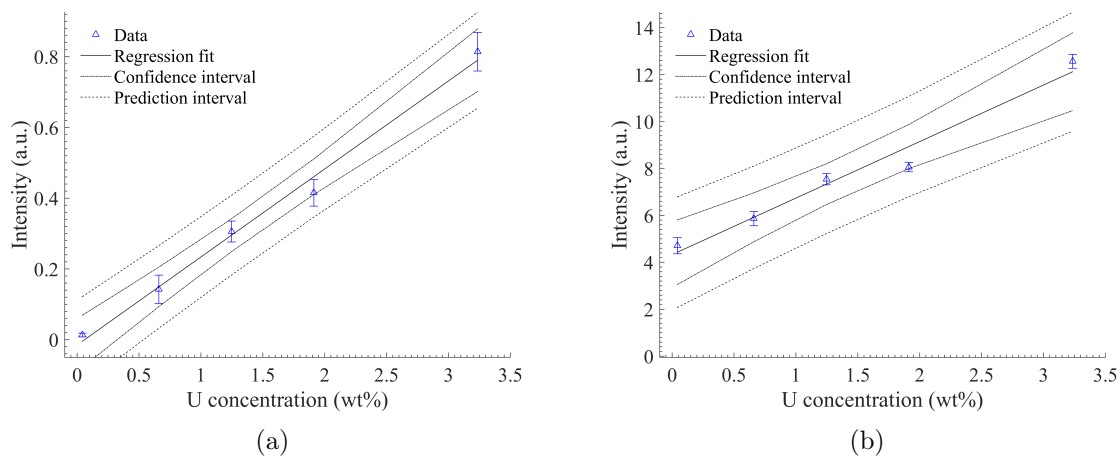 Data
Regression fit
Confidence interval
Prediction interval
0.8
0.6
0.4
0.2
0
Intensity (a.u.)
0 0.5 1 1.5 2 2.5 3 3.5
U concentration (wt%)
(a)
Data
Regression fit
Confidence interval
Prediction interval
14
12
10
8
6
4
2
0
Intensity (a.u.)
0 0.5 1 1.5 2 2.5 3 3.5
U concentration (wt%)
(b)